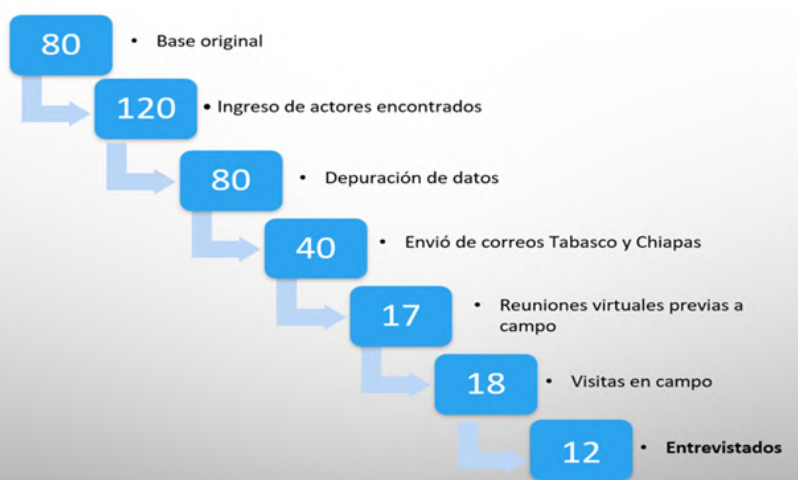 80
• Base original
120
• Ingreso de actores encontrados
80
• Depuración de datos
40
• Envió de correos Tabasco y Chiapas
17
• Reuniones virtuales previas a
campo
18
• Visitas en campo
12
• Entrevistados